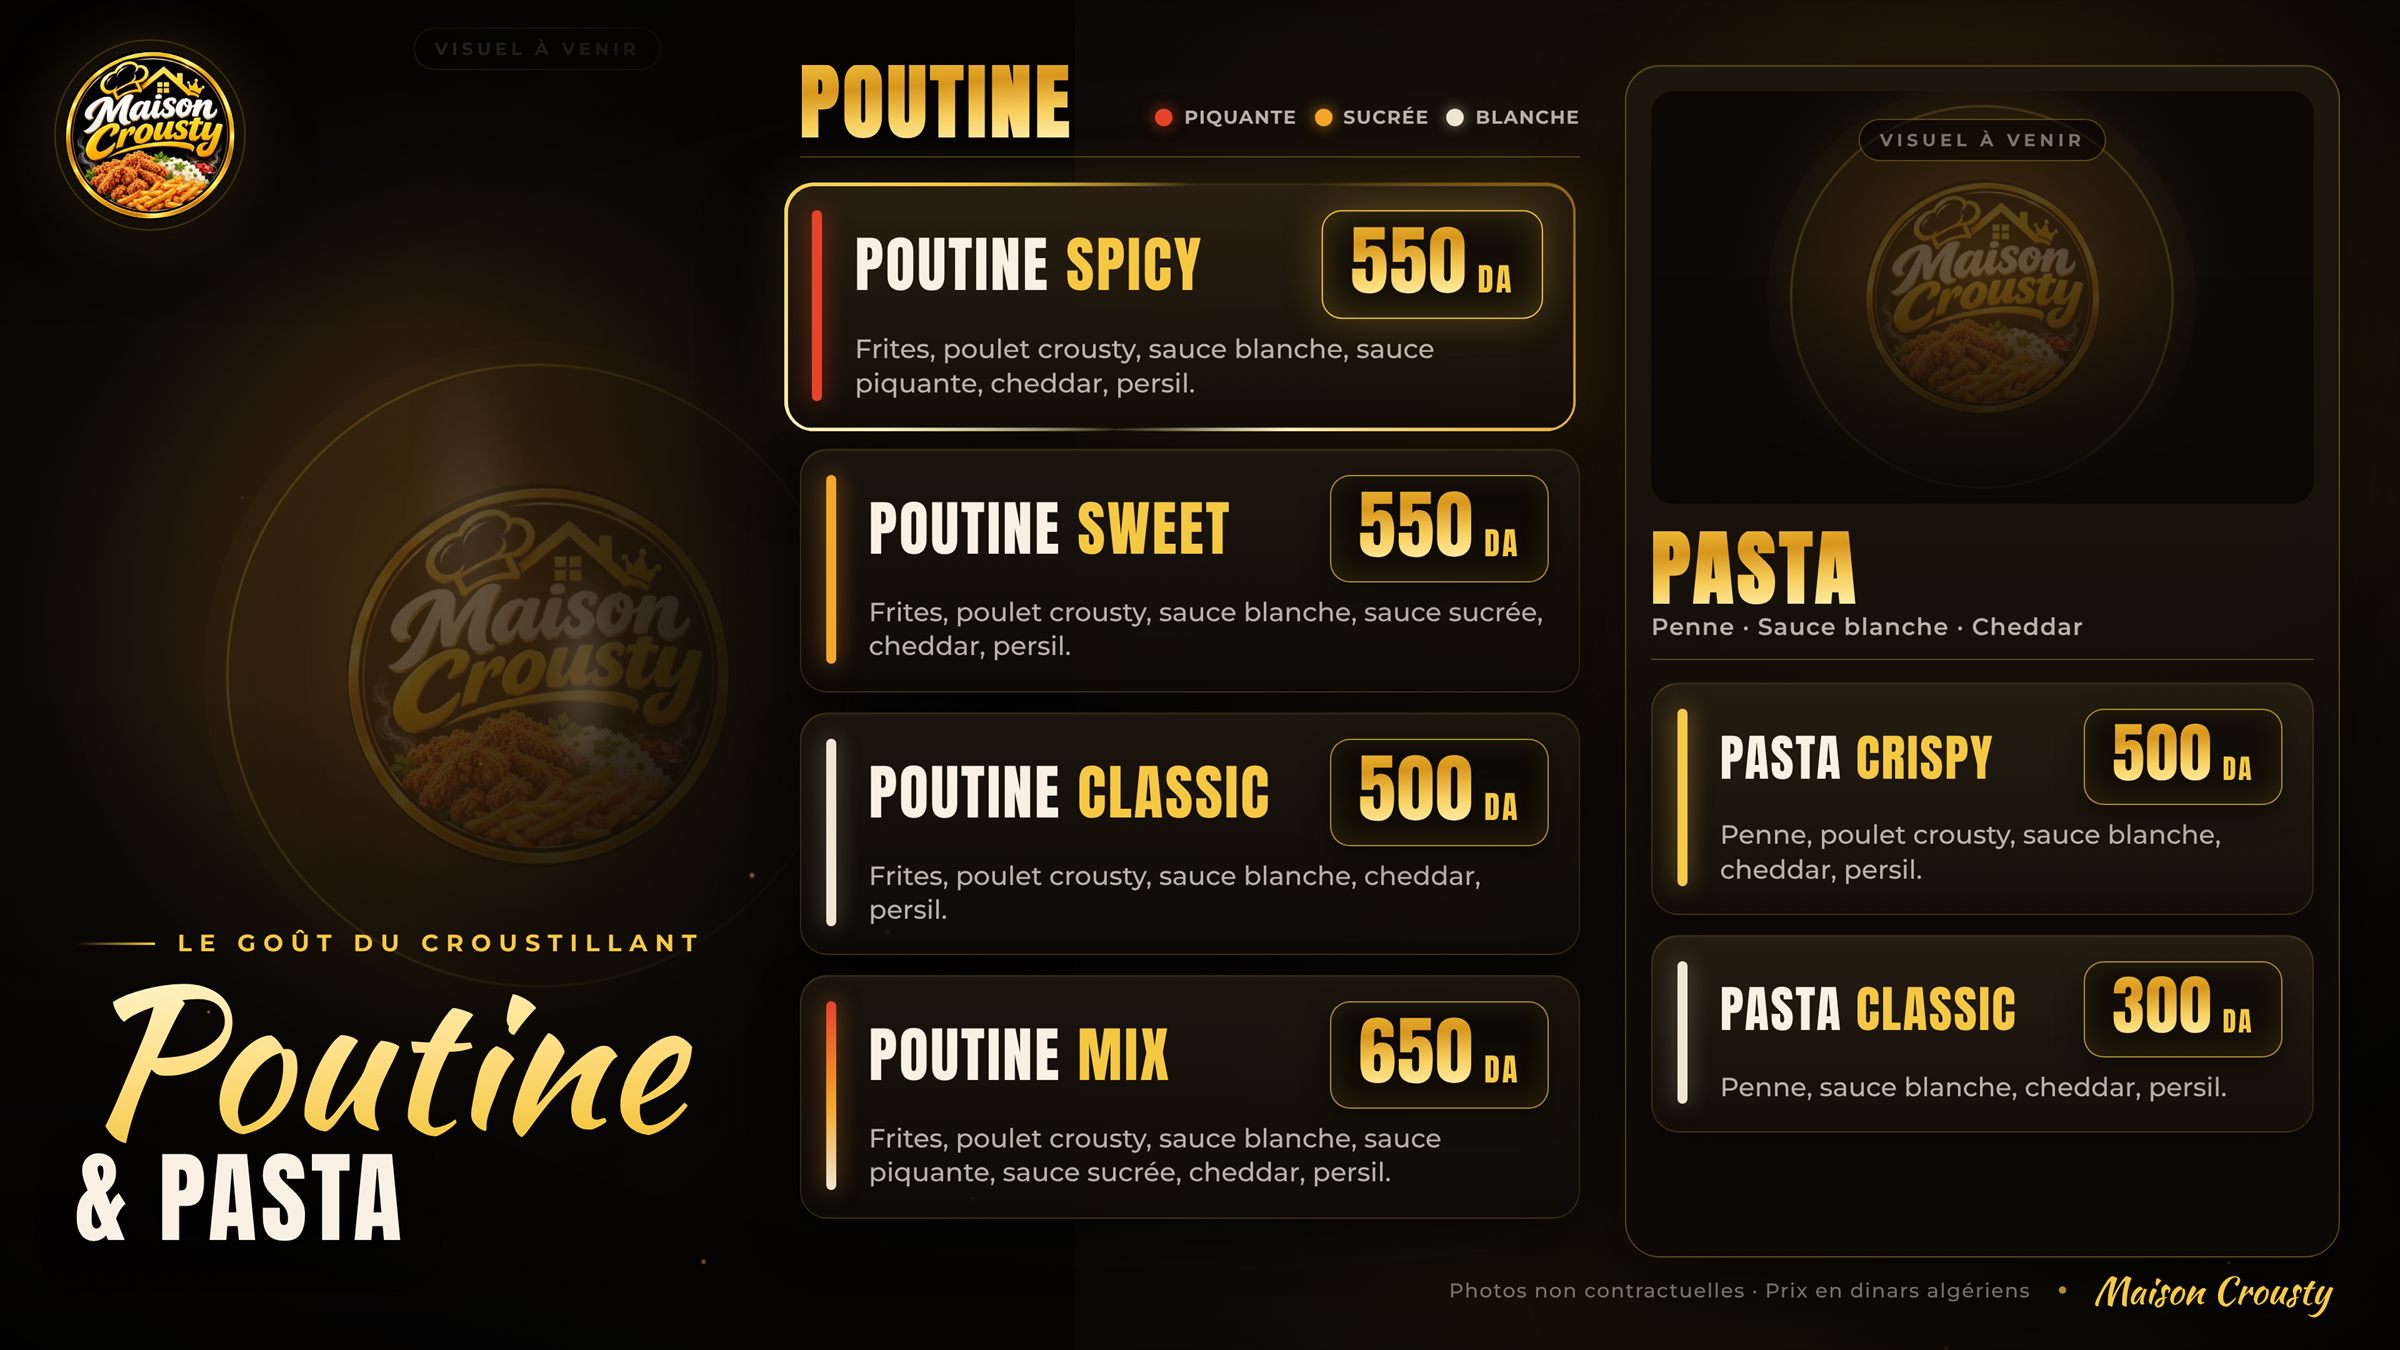 Maison
Crousty
VISUEL À VENIR
Maison
Crousty
LE GOÛT DU CROUSTILLANT
Poutine
& PASTA
POUTINE
PIQUANTE
SUCRÉE
BLANCHE
POUTINE SPICY
550 DA
Frites, poulet crousty, sauce blanche, sauce
piquante, cheddar, persil.
POUTINE SWEET
550 DA
Frites, poulet crousty, sauce blanche, sauce sucrée,
cheddar, persil.
POUTINE CLASSIC
500 DA
Frites, poulet crousty, sauce blanche, cheddar,
persil.
POUTINE MIX
650 DA
Frites, poulet crousty, sauce blanche, sauce
piquante, sauce sucrée, cheddar, persil.
VISUEL À VENIR
Maison
Crousty
PASTA
Penne · Sauce blanche · Cheddar
PASTA CRISPY
500 DA
Penne, poulet crousty, sauce blanche,
cheddar, persil.
PASTA CLASSIC
300 DA
Penne, sauce blanche, cheddar, persil.
Photos non contractuelles · Prix en dinars algériens • Maison Crousty